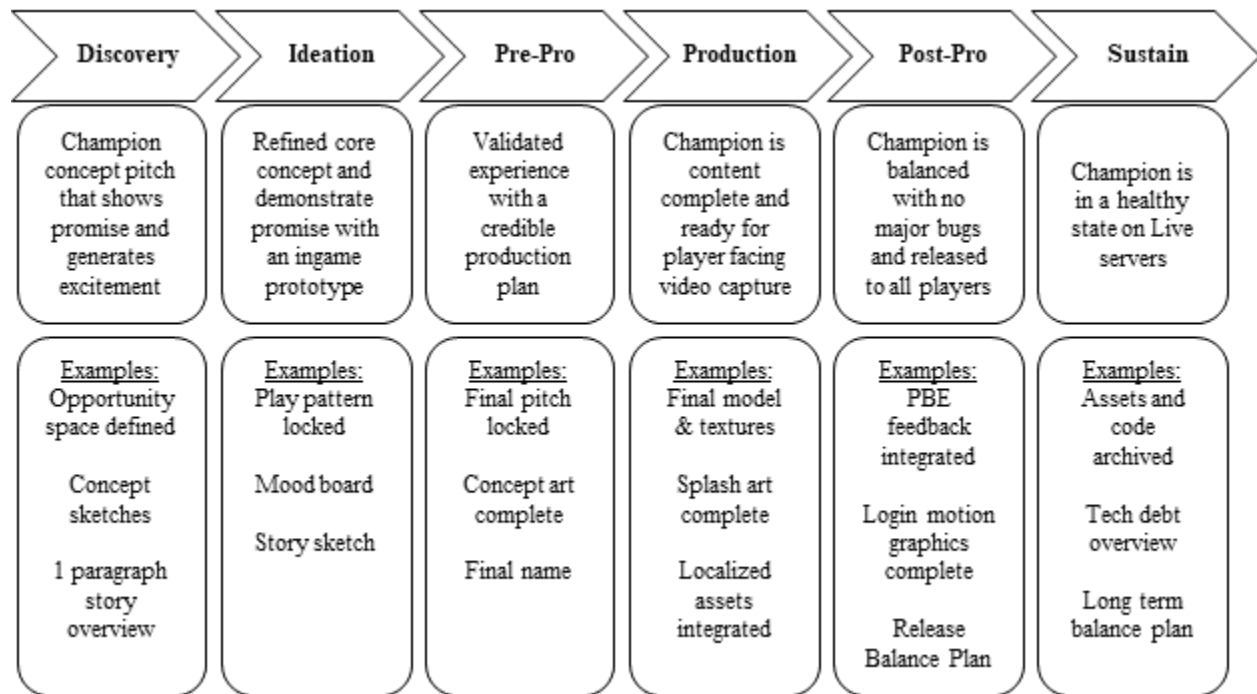 Discovery
Ideation
Pre-Pro
Production
Post-Pro
Sustain
Champion
concept pitch
that shows
promise and
generates
excitement
Refined core
concept and
demonstrate
promise with
an ingame
prototype
Validated
experience
with a
credible
production
plan
Champion is
content
complete and
ready for
player facing
video capture
Champion is
balanced
with no
major bugs
and released
to all players
Champion is
in a healthy
state on Live
servers
Examples:
Opportunity
space defined
Concept
sketches
1 paragraph
story
overview
Examples:
Play pattern
locked
Mood board
Story sketch
Examples:
Final pitch
locked
Concept art
complete
Final name
Examples:
Final model
& textures
Splash art
complete
Localized
assets
integrated
Examples:
PBE
feedback
integrated
Login motion
graphics
complete
Release
Balance Plan
Examples:
Assets and
code
archived
Tech debt
overview
Long term
balance plan